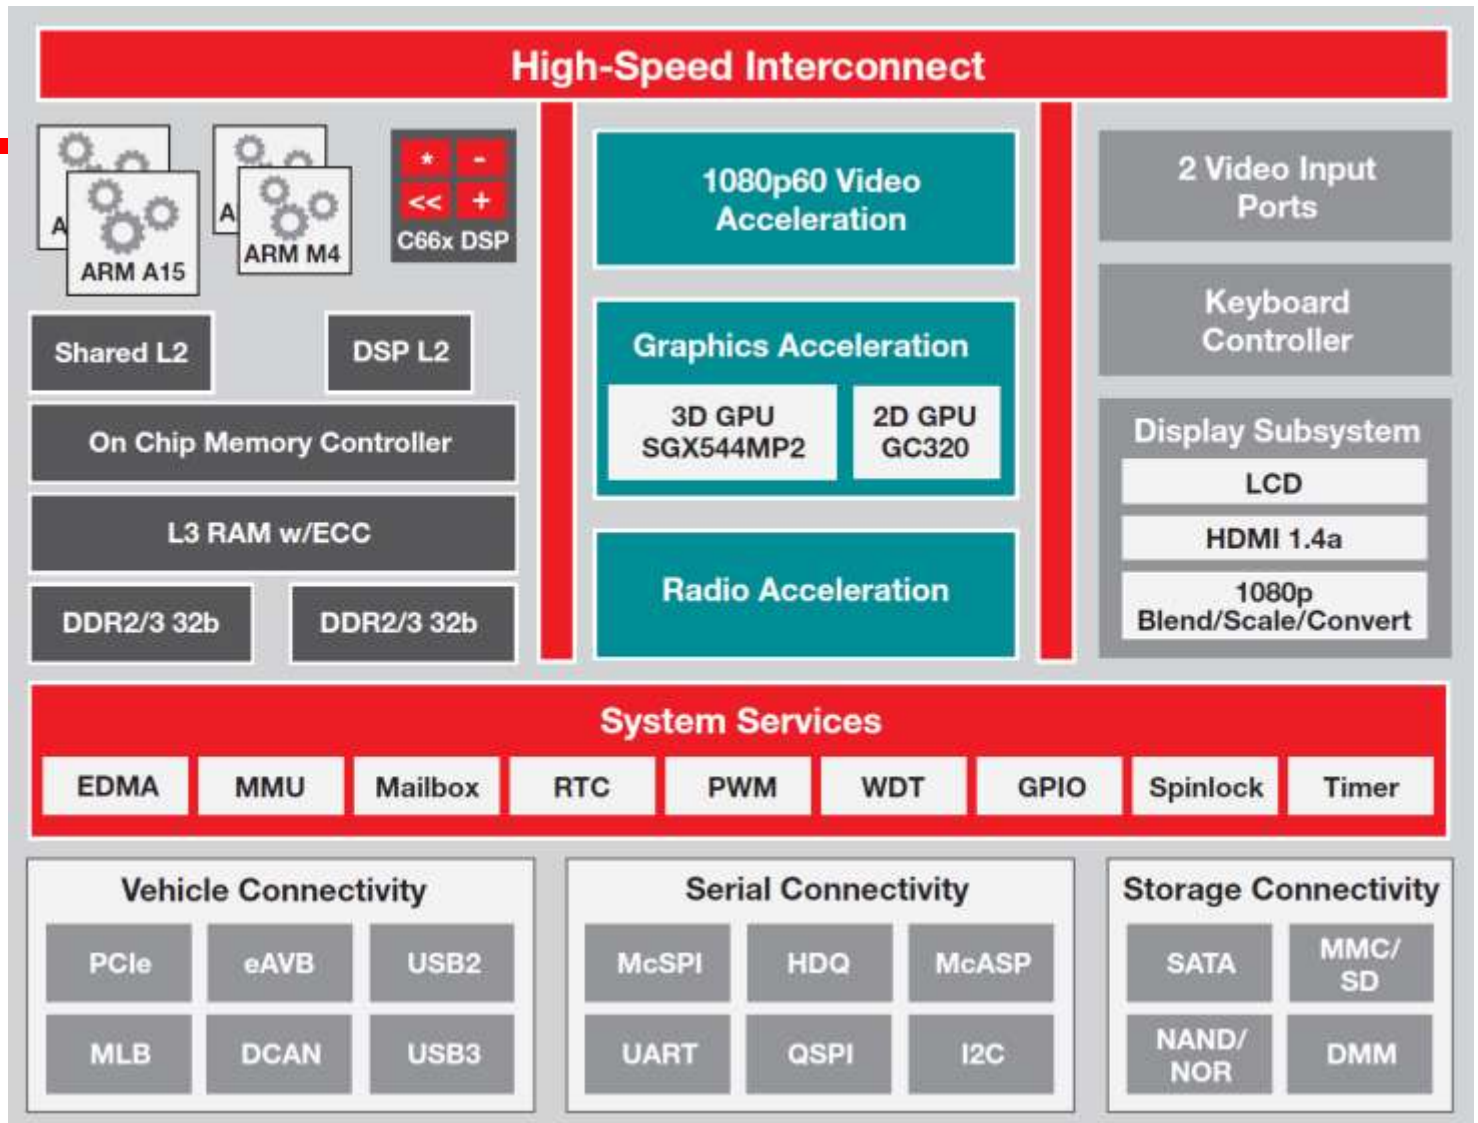 High-Speed Interconnect
A
ARM A15
A
ARM M4
* -
<< +
C66x DSP
Shared L2
DSP L2
On Chip Memory Controller
L3 RAM w/ECC
DDR2/3 32b
DDR2/3 32b
1080p60 Video
Acceleration
Graphics Acceleration
3D GPU
SGX544MP2
2D GPU
GC320
Radio Acceleration
2 Video Input
Ports
Keyboard
Controller
Display Subsystem
LCD
HDMI 1.4a
1080p
Blend/Scale/Convert
System Services
EDMA
MMU
Mailbox
RTC
PWM
WDT
GPIO
Spinlock
Timer
Vehicle Connectivity
PCIe
eAVB
USB2
MLB
DCAN
USB3
Serial Connectivity
McSPI
HDQ
McASP
UART
QSPI
I2C
Storage Connectivity
SATA
MMC/
SD
NAND/
NOR
DMM